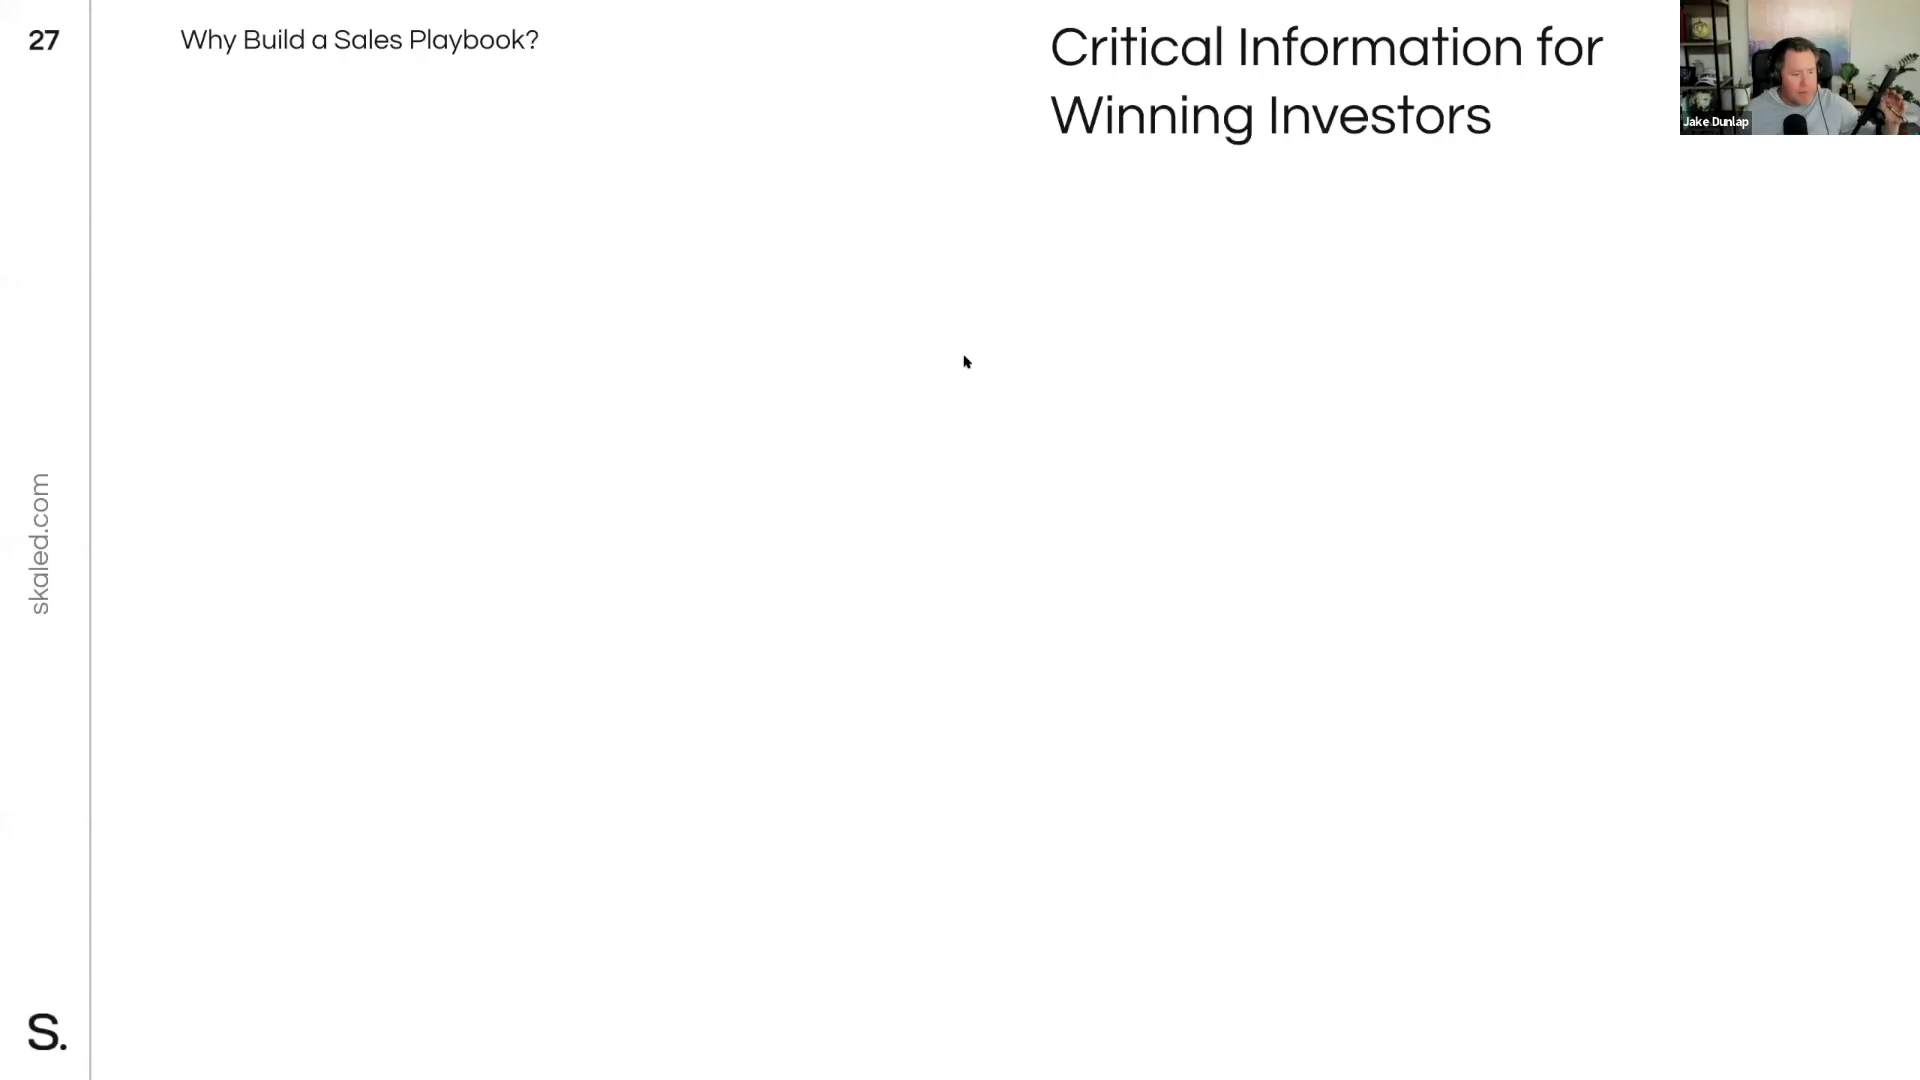 27
Why Build a Sales Playbook?
Critical Information for
Winning Investors
Jake Dunlap
skaled.com
S.